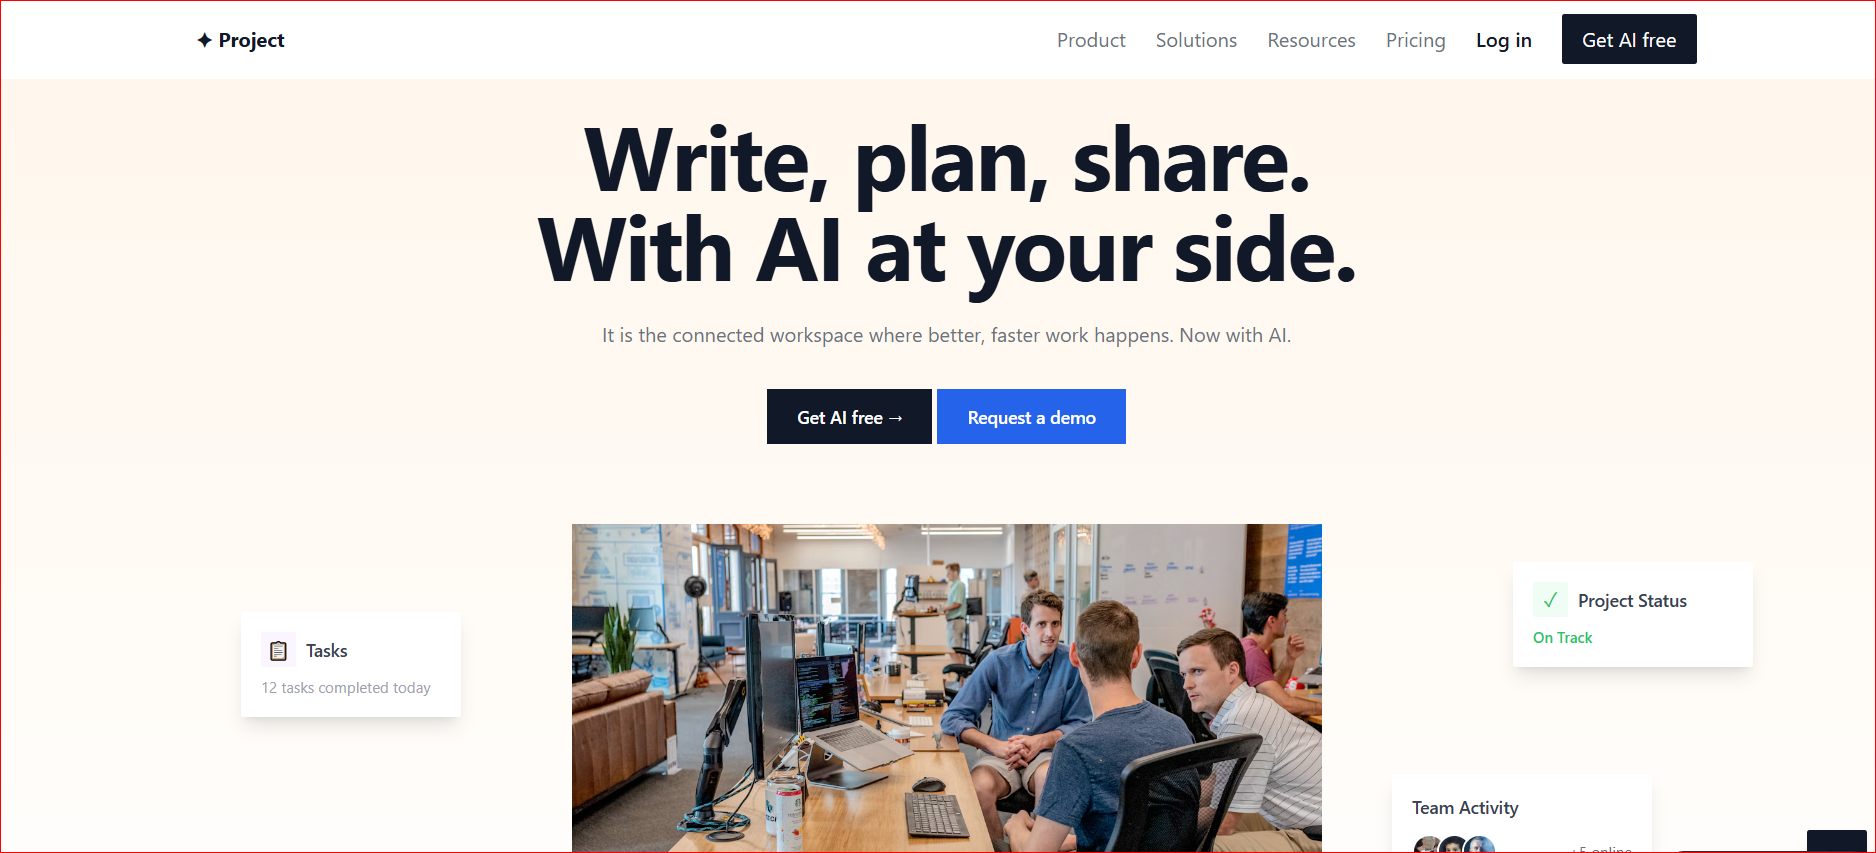 ✦ Project
Product Solutions Resources Pricing Log in Get AI free
Write, plan, share.
With AI at your side.
It is the connected workspace where better, faster work happens. Now with AI.
Get AI free → Request a demo
Tasks
12 tasks completed today
✓ Project Status
On Track
Team Activity
+5 online